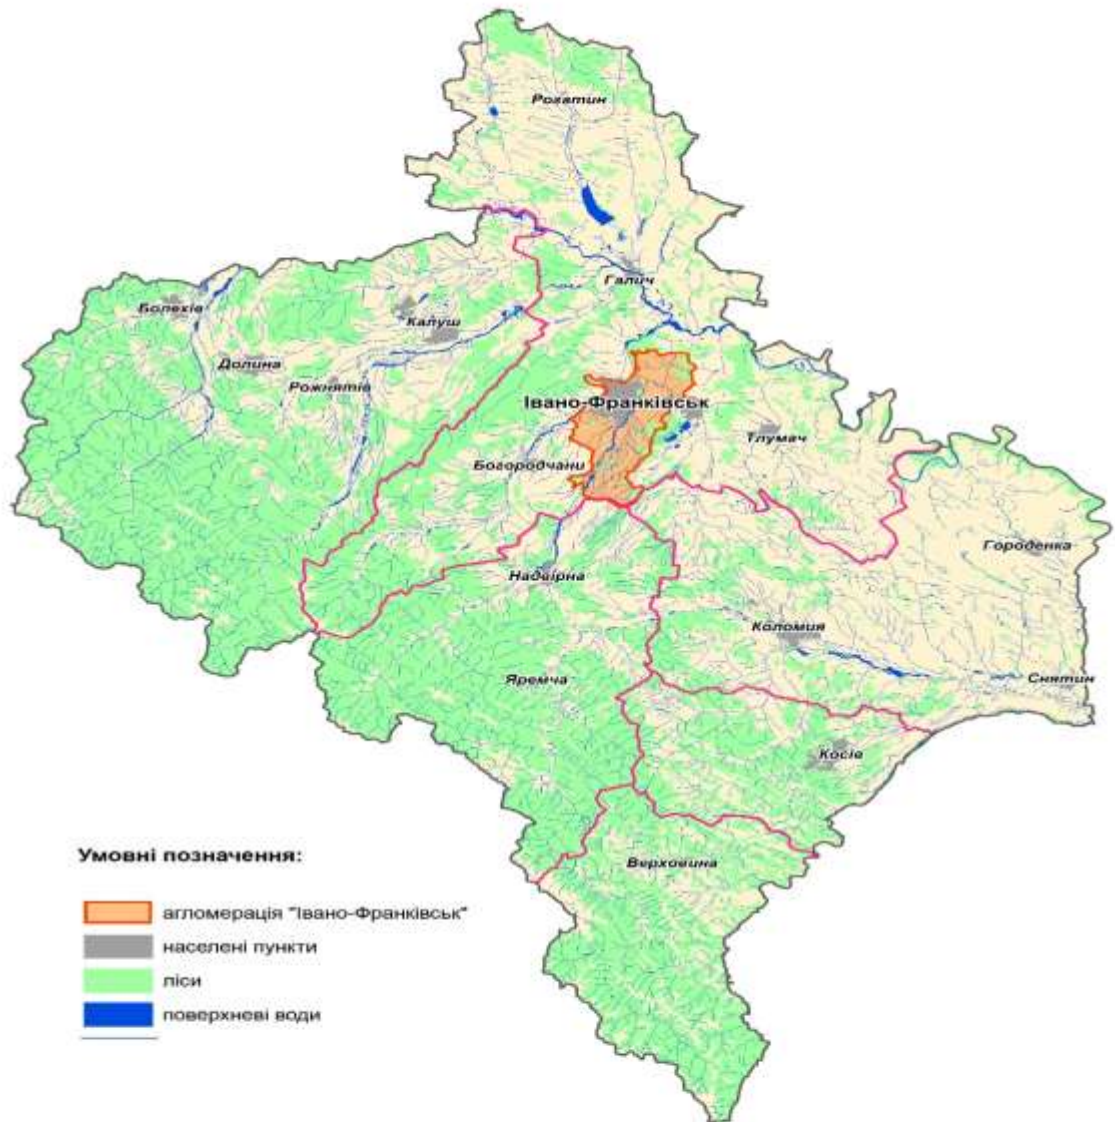 Рогатин
Галич
Болехів
Калуш
Долина
Рожнятів
Івано-Франківськ
Тлумач
Богородчани
Городенка
Надвірна
Коломия
Яремча
Снятин
Косів
Верховина
Умовні позначення:
агломерація "Івано-Франківськ"
населені пункти
ліси
поверхневі води